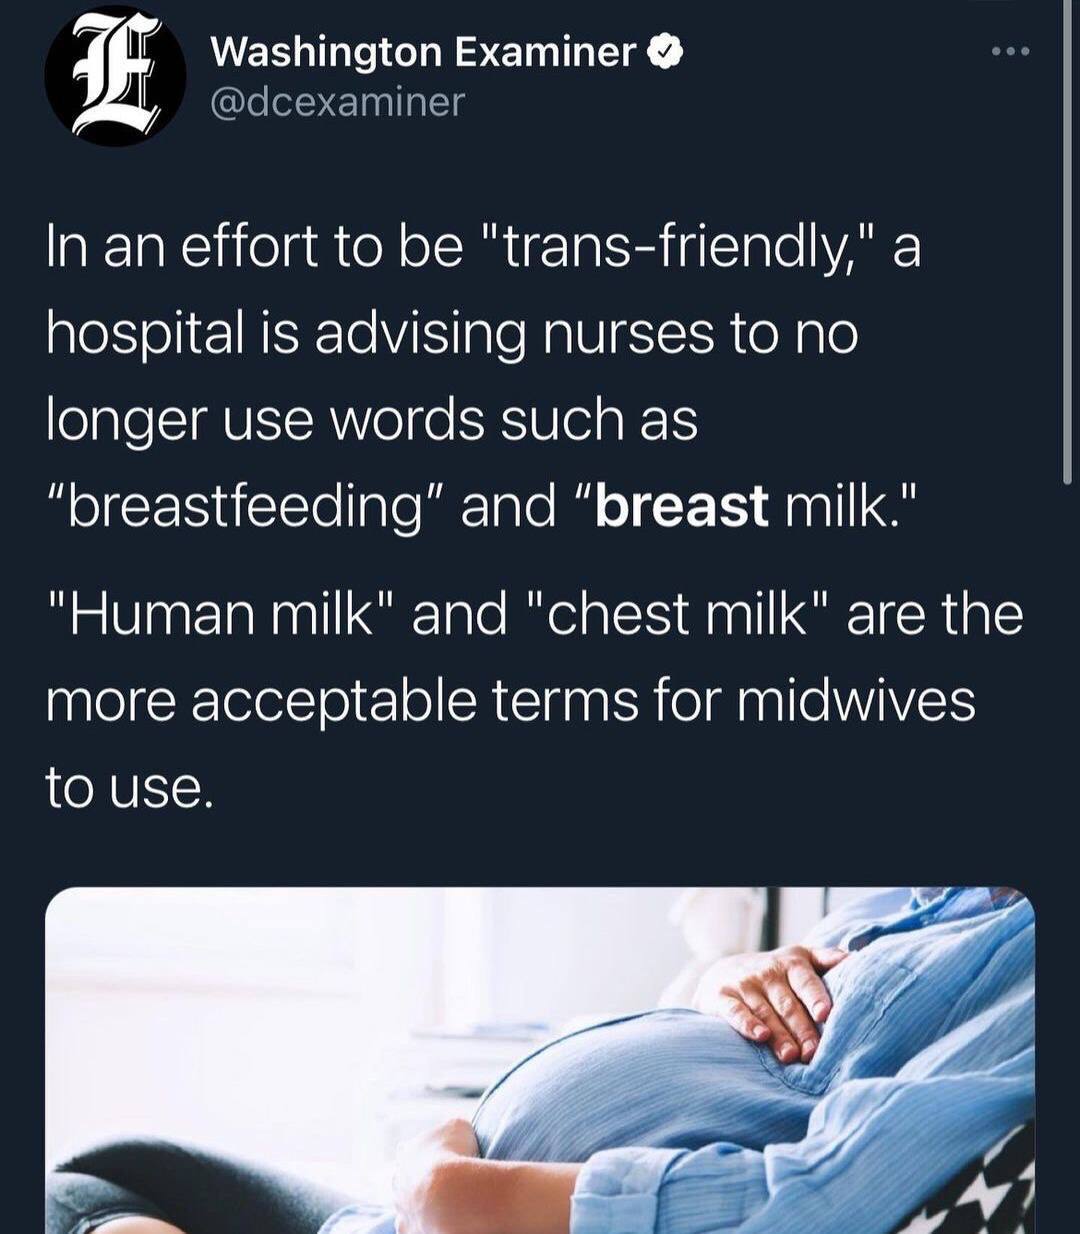 Washington Examiner
@dcexaminer
In an effort to be "trans-friendly," a
hospital is advising nurses to no
longer use words such as
“breastfeeding” and “breast milk."
"Human milk" and "chest milk" are the
more acceptable terms for midwives
to use.